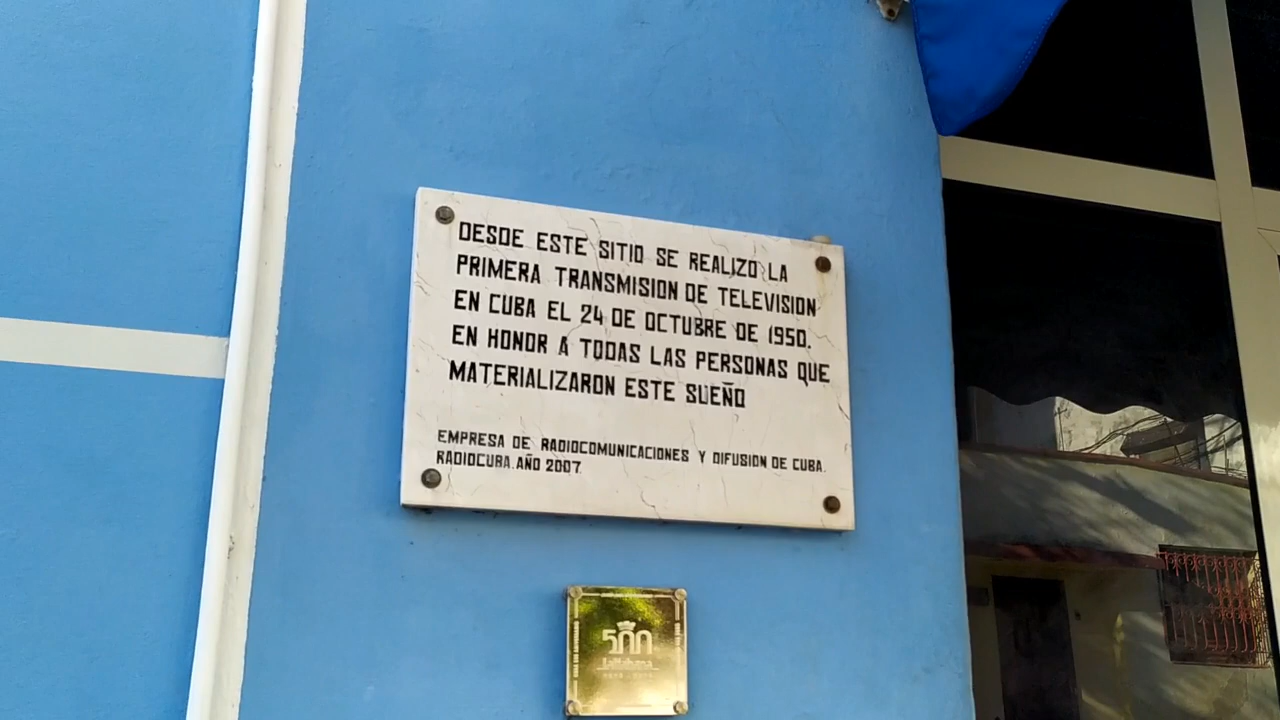 DESDE ESTE SITIO SE REALIZO LA
PRIMERA TRANSMISION DE TELEVISION
EN CUBA EL 24 DE OCTUBRE DE 1950.
EN HONOR A TODAS LAS PERSONAS QUE
MATERIALIZARON ESTE SUEÑO
EMPRESA DE RADIOCOMUNICACIONES Y DIFUSION DE CUBA.
RADIOCUBA. AÑO 2007
500
LaHabana